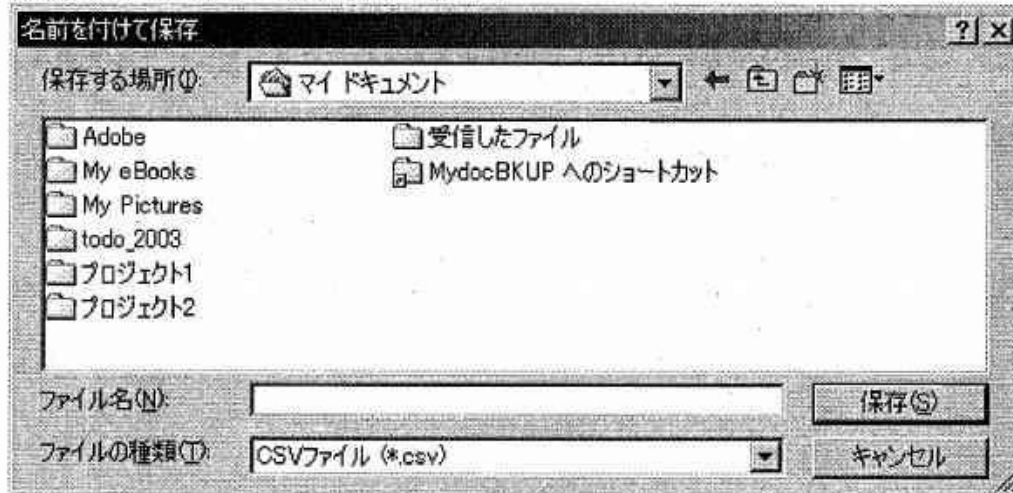 名前を付けて保存
保存する場所(I): マイ ドキュメント
Adobe
My eBooks
My Pictures
todo_2003
プロジェクト1
プロジェクト2
受信したファイル
MydocBKUP へのショートカット
ファイル名(N): 保存(S)
ファイルの種類(T): CSVファイル (*.csv) キャンセル